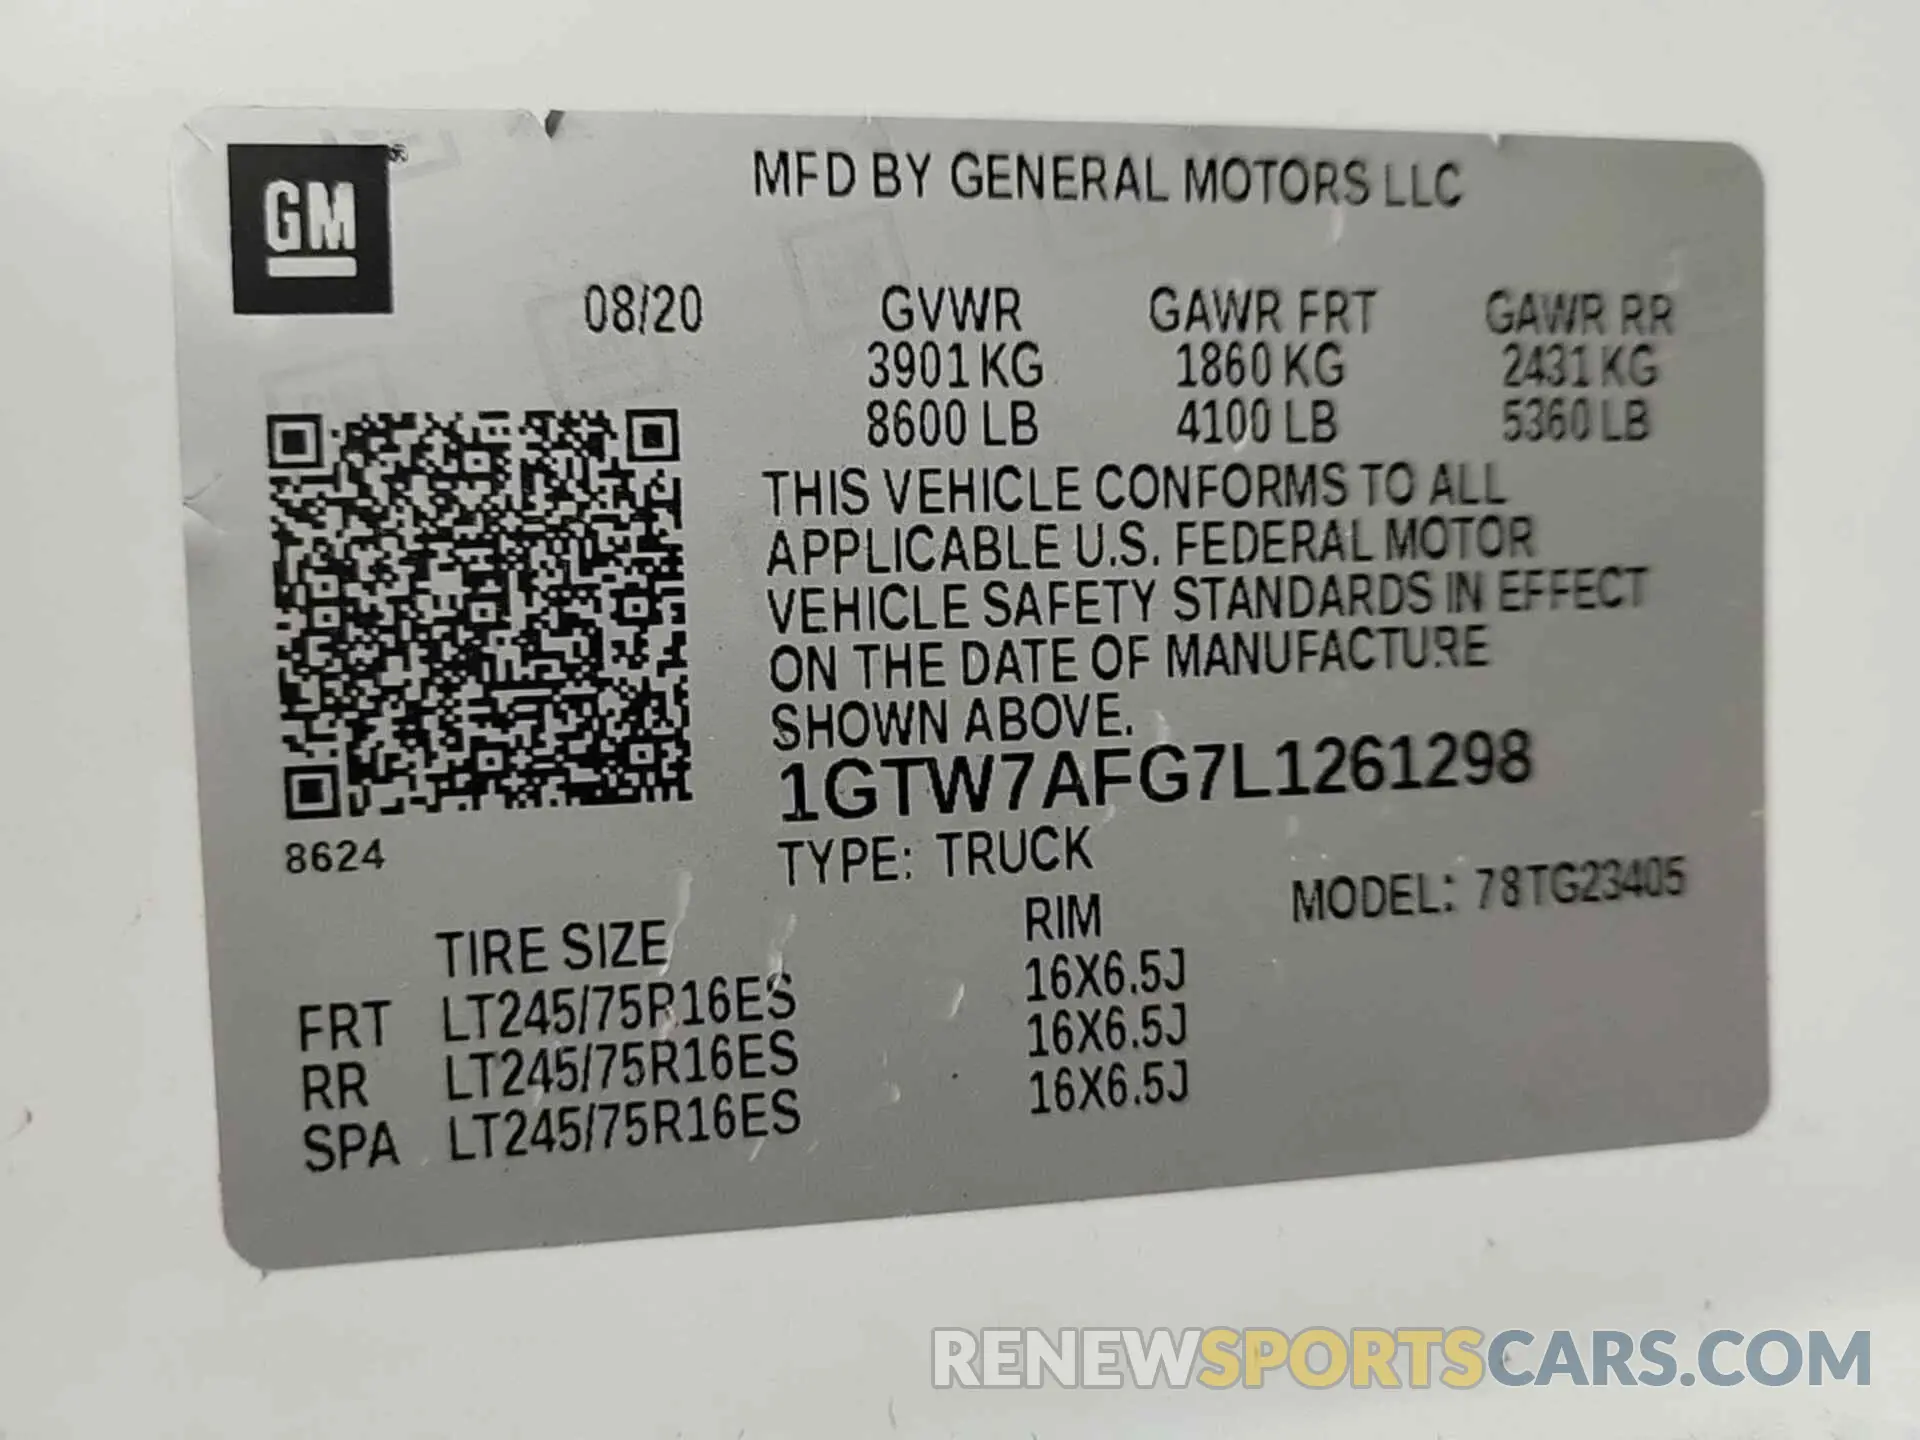 GM®
MFD BY GENERAL MOTORS LLC
08/20 GVWR GAWR FRT GAWR RR
3901 KG 1860 KG 2431 KG
8600 LB 4100 LB 5360 LB
THIS VEHICLE CONFORMS TO ALL
APPLICABLE U.S. FEDERAL MOTOR
VEHICLE SAFETY STANDARDS IN EFFECT
ON THE DATE OF MANUFACTURE
SHOWN ABOVE.
1GTW7AFG7L1261298
8624
TYPE: TRUCK
MODEL: 78TG23405
TIRE SIZE RIM
FRT LT245/75R16ES 16X6.5J
RR LT245/75R16ES 16X6.5J
SPA LT245/75R16ES 16X6.5J
RENEWSPORTSCARS.COM